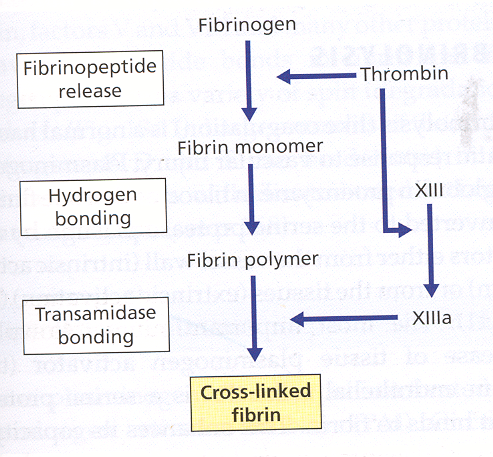 Fibrinogen
Fibrinopeptide
release
Thrombin
Fibrin monomer
Hydrogen
bonding
XIII
Fibrin polymer
Transamidase
bonding
XIIIa
Cross-linked
fibrin